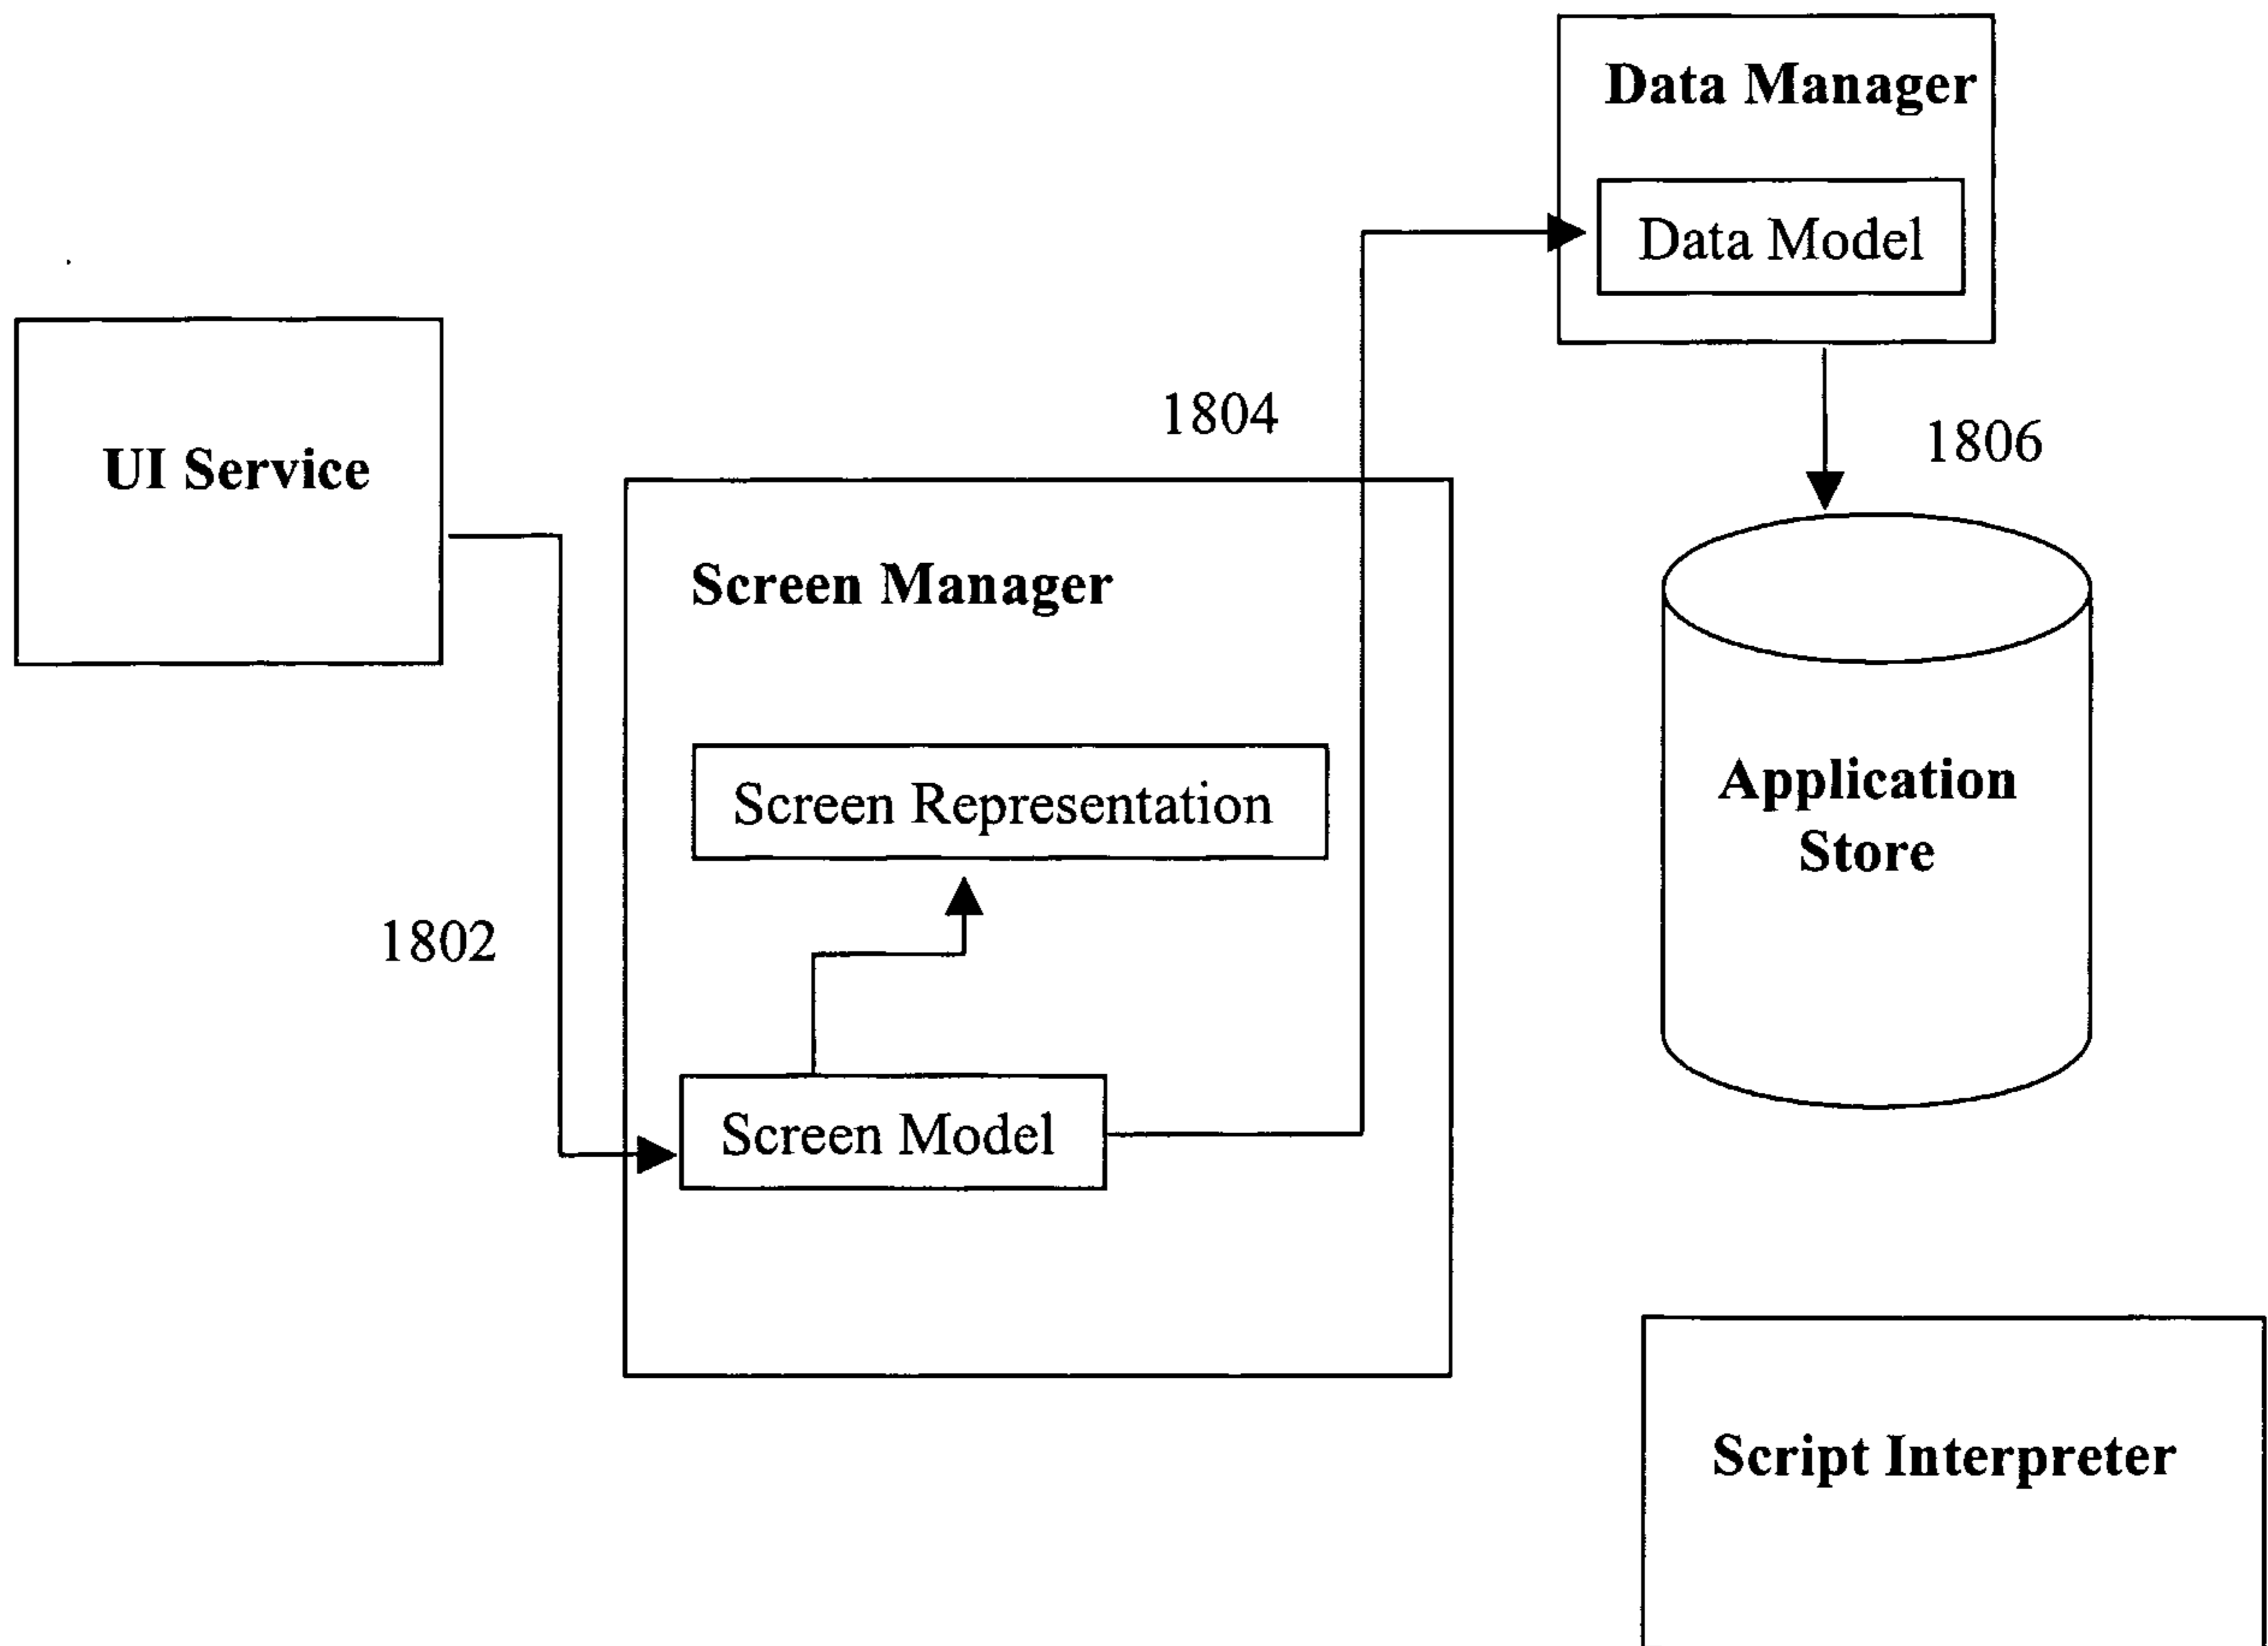 Data Manager
Data Model
1804
1806
UI Service
Screen Manager
Screen Representation
Application
Store
1802
Screen Model
Script Interpreter